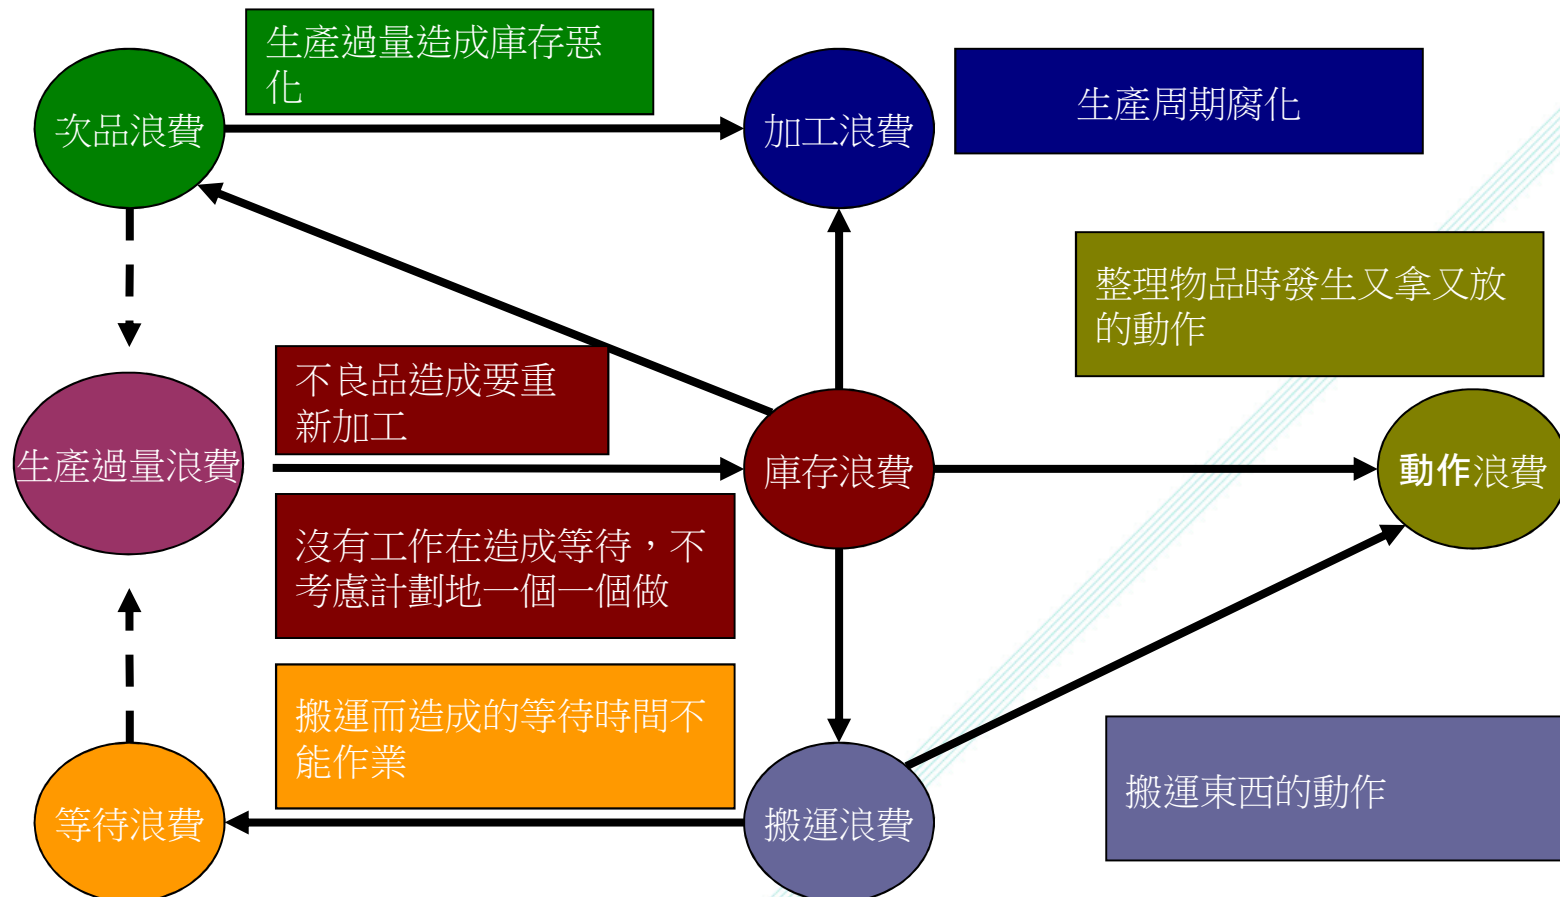 生產過量造成庫存惡
化
次品浪費
加工浪費
生產周期腐化
整理物品時發生又拿又放
的動作
不良品造成要重
新加工
生產過量浪費
庫存浪費
動作浪費
沒有工作在造成等待，不
考慮計劃地一個一個做
搬運而造成的等待時間不
能作業
等待浪費
搬運浪費
搬運東西的動作